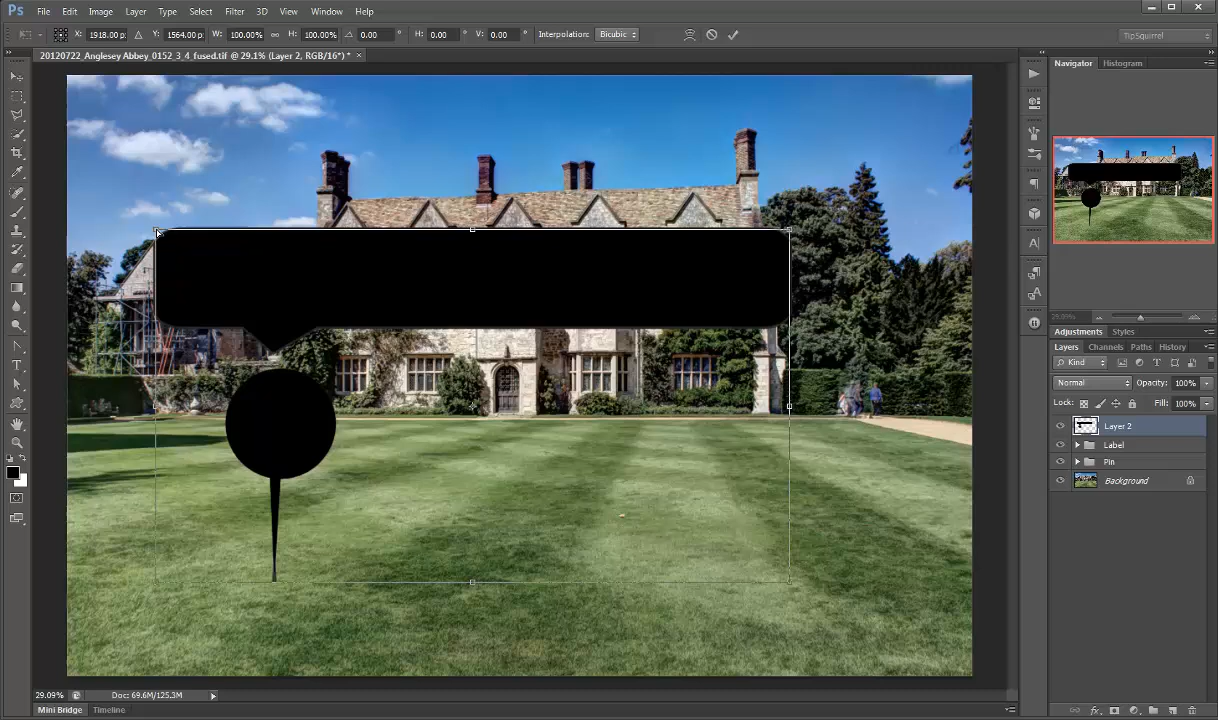 Ps File Edit Image Layer Type Select Filter 3D View Window Help
X: 1918.00 p: Y: 1564.00 p: W: 100.00% H: 100.00% 0.00 ° H: 0.00 ° V: 0.00 ° Interpolation: Bicubic TipSquirrel
20120722_Anglesey Abbey_0152_3_4_fused.tif @ 29.1% (Layer 2, RGB/16*) * ×
Navigator Histogram
29.09%
Adjustments Styles
Layers Channels Paths History
Kind
Normal Opacity: 100%
Lock: Fill: 100%
Layer 2
Label
Pin
Background
29.09% Doc: 69.6M/125.3M
Mini Bridge Timeline